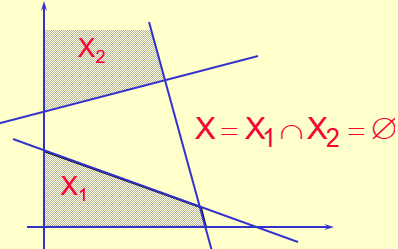 X₂
X = X₁ ∩ X₂ = ∅
X₁